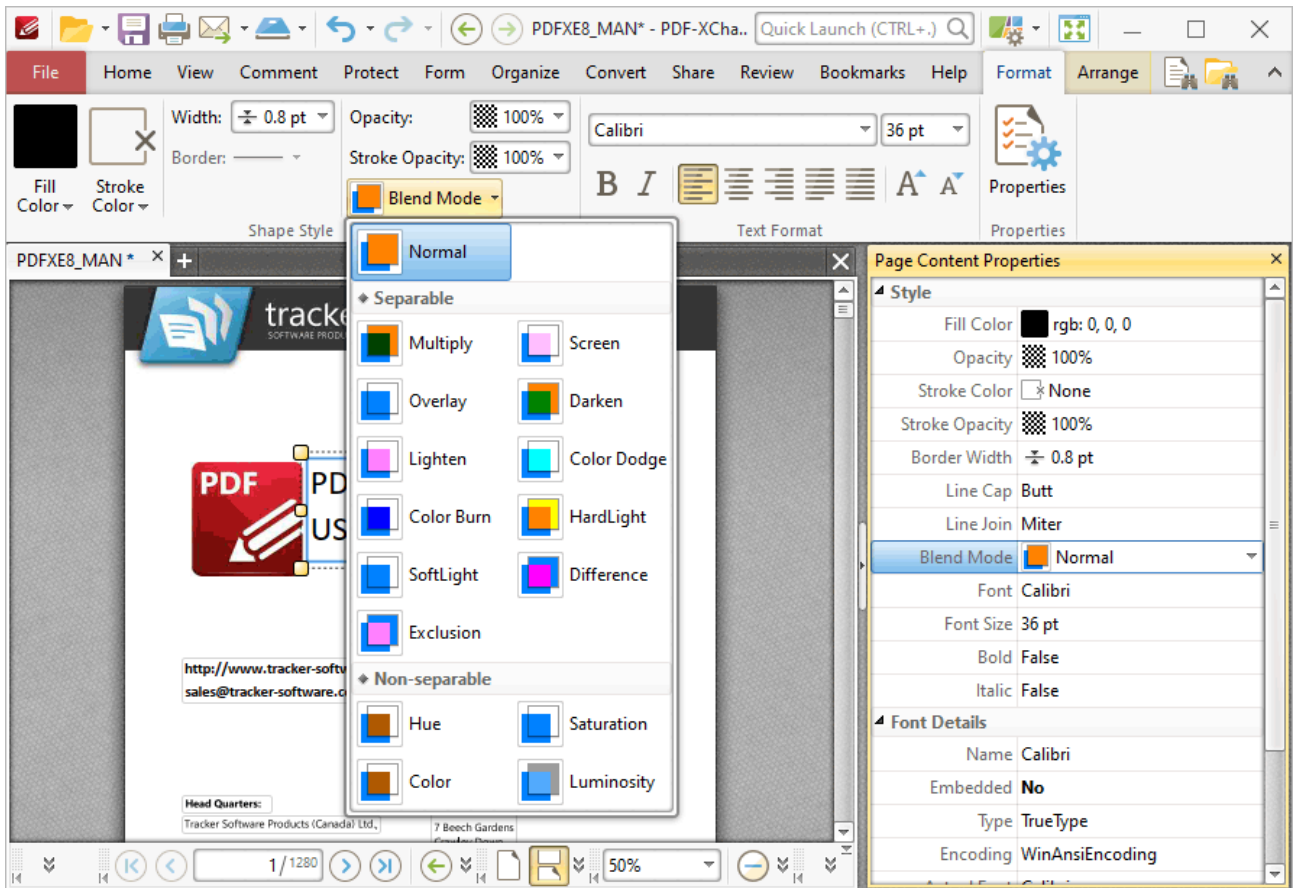 PDFXE8_MAN* - PDF-XCha..
Quick Launch (CTRL+.)
File Home View Comment Protect Form Organize Convert Share Review Bookmarks Help Format Arrange
Width: 0.8 pt
Border:
Fill Color
Stroke Color
Opacity: 100%
Stroke Opacity: 100%
Blend Mode
Shape Style
Calibri 36 pt
B I A A
Text Format
Properties
Properties
PDFXE8_MAN *
Normal
Separable
Multiply Screen
Overlay Darken
Lighten Color Dodge
Color Burn HardLight
SoftLight Difference
Exclusion
Non-separable
Hue Saturation
Color Luminosity
tracke
SOFTWARE PRODU
PDF
PD
US
http://www.tracker-softw
sales@tracker-software.c
Head Quarters:
Tracker Software Products (Canada) Ltd.,
7 Beech Gardens
Page Content Properties
Style
Fill Color rgb: 0, 0, 0
Opacity 100%
Stroke Color None
Stroke Opacity 100%
Border Width 0.8 pt
Line Cap Butt
Line Join Miter
Blend Mode Normal
Font Calibri
Font Size 36 pt
Bold False
Italic False
Font Details
Name Calibri
Embedded No
Type TrueType
Encoding WinAnsiEncoding
1/1280
50%